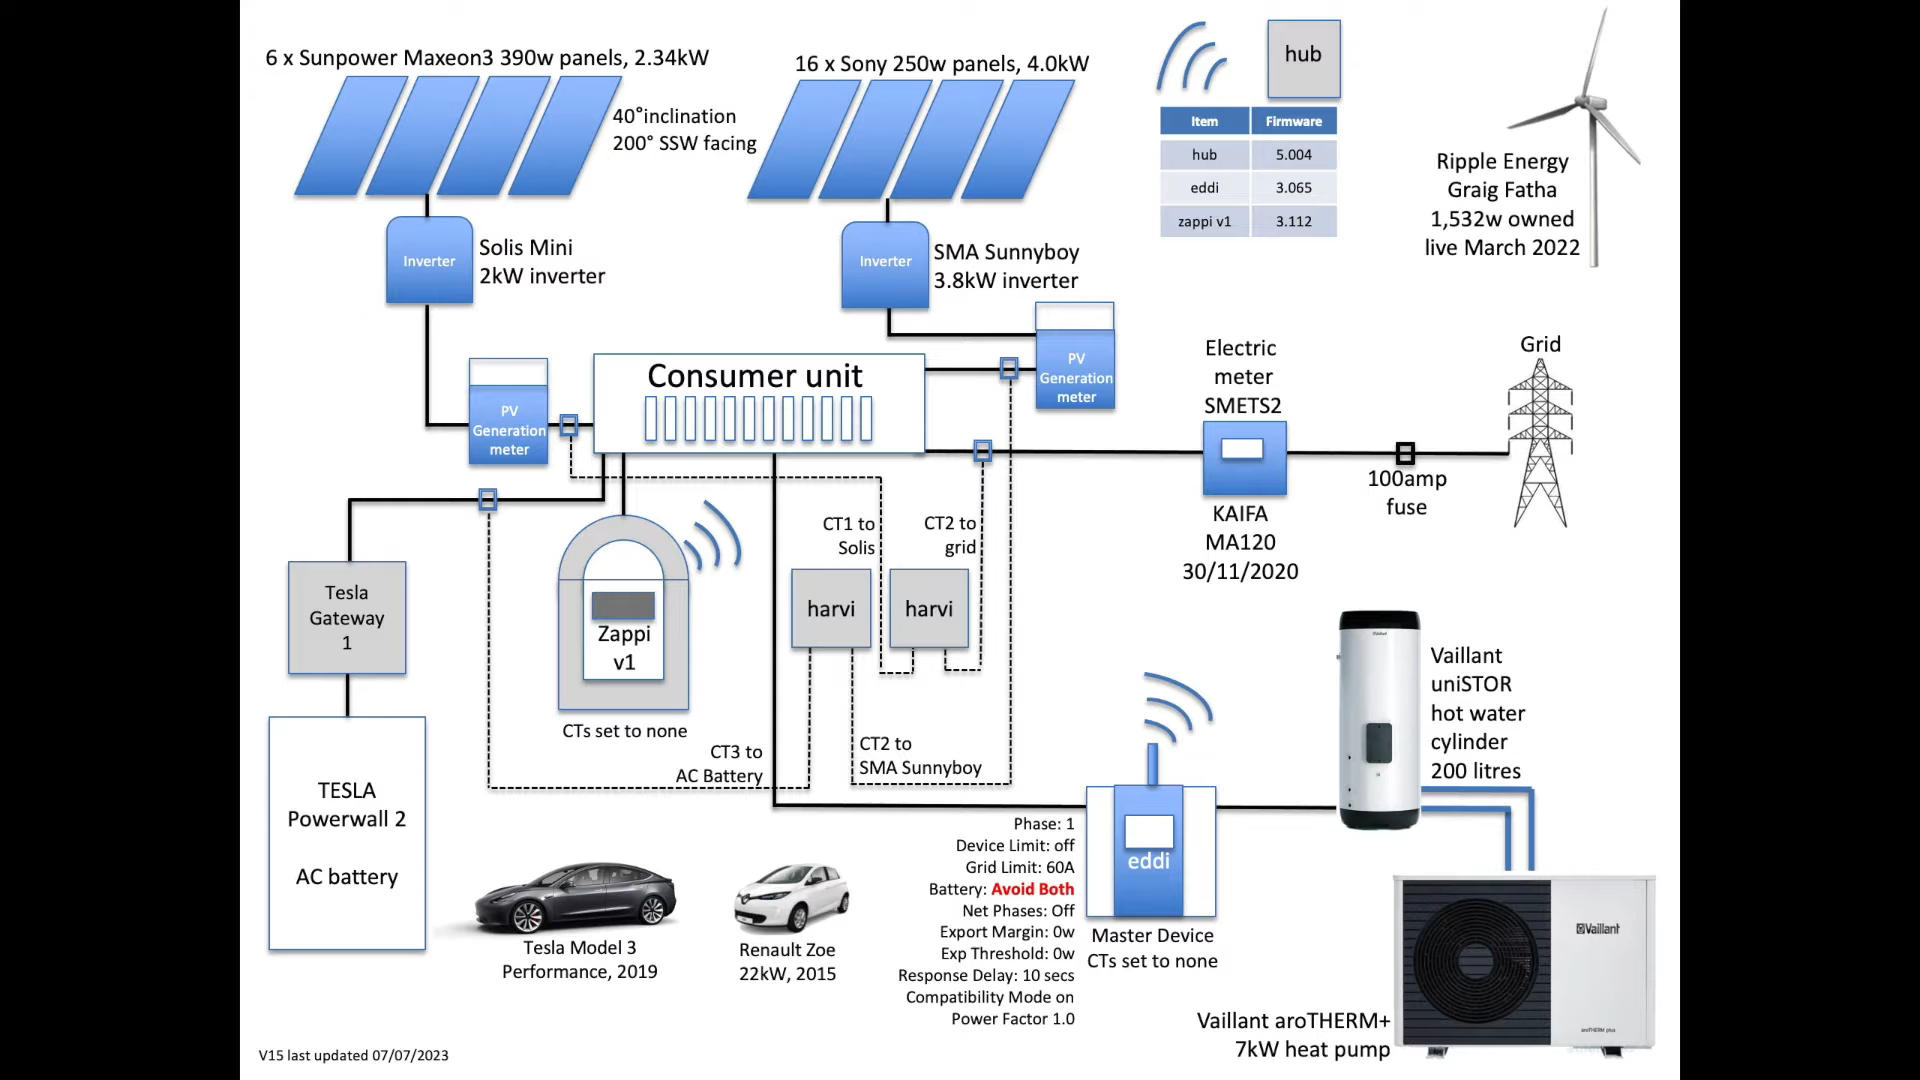 6 x Sunpower Maxeon3 390w panels, 2.34kW
40°inclination
200° SSW facing
16 x Sony 250w panels, 4.0kW
hub
Item Firmware
hub 5.004
eddi 3.065
zappi v1 3.112
Ripple Energy
Graig Fatha
1,532w owned
live March 2022
Inverter
Solis Mini
2kW inverter
Inverter
SMA Sunnyboy
3.8kW inverter
PV
Generation
meter
Consumer unit
PV
Generation
meter
Electric
meter
SMETS2
KAIFA
MA120
30/11/2020
Grid
100amp
fuse
Tesla
Gateway
1
Zappi
v1
CTs set to none
CT1 to
Solis
CT2 to
grid
harvi
harvi
CT3 to
AC Battery
CT2 to
SMA Sunnyboy
TESLA
Powerwall 2
AC battery
Tesla Model 3
Performance, 2019
Renault Zoe
22kW, 2015
Phase: 1
Device Limit: off
Grid Limit: 60A
Battery: Avoid Both
Net Phases: Off
Export Margin: 0w
Exp Threshold: 0w
Response Delay: 10 secs
Compatibility Mode on
Power Factor 1.0
eddi
Master Device
CTs set to none
Vaillant
uniSTOR
hot water
cylinder
200 litres
Vaillant
Vaillant
aroTHERM plus
Vaillant aroTHERM+
7kW heat pump
V15 last updated 07/07/2023